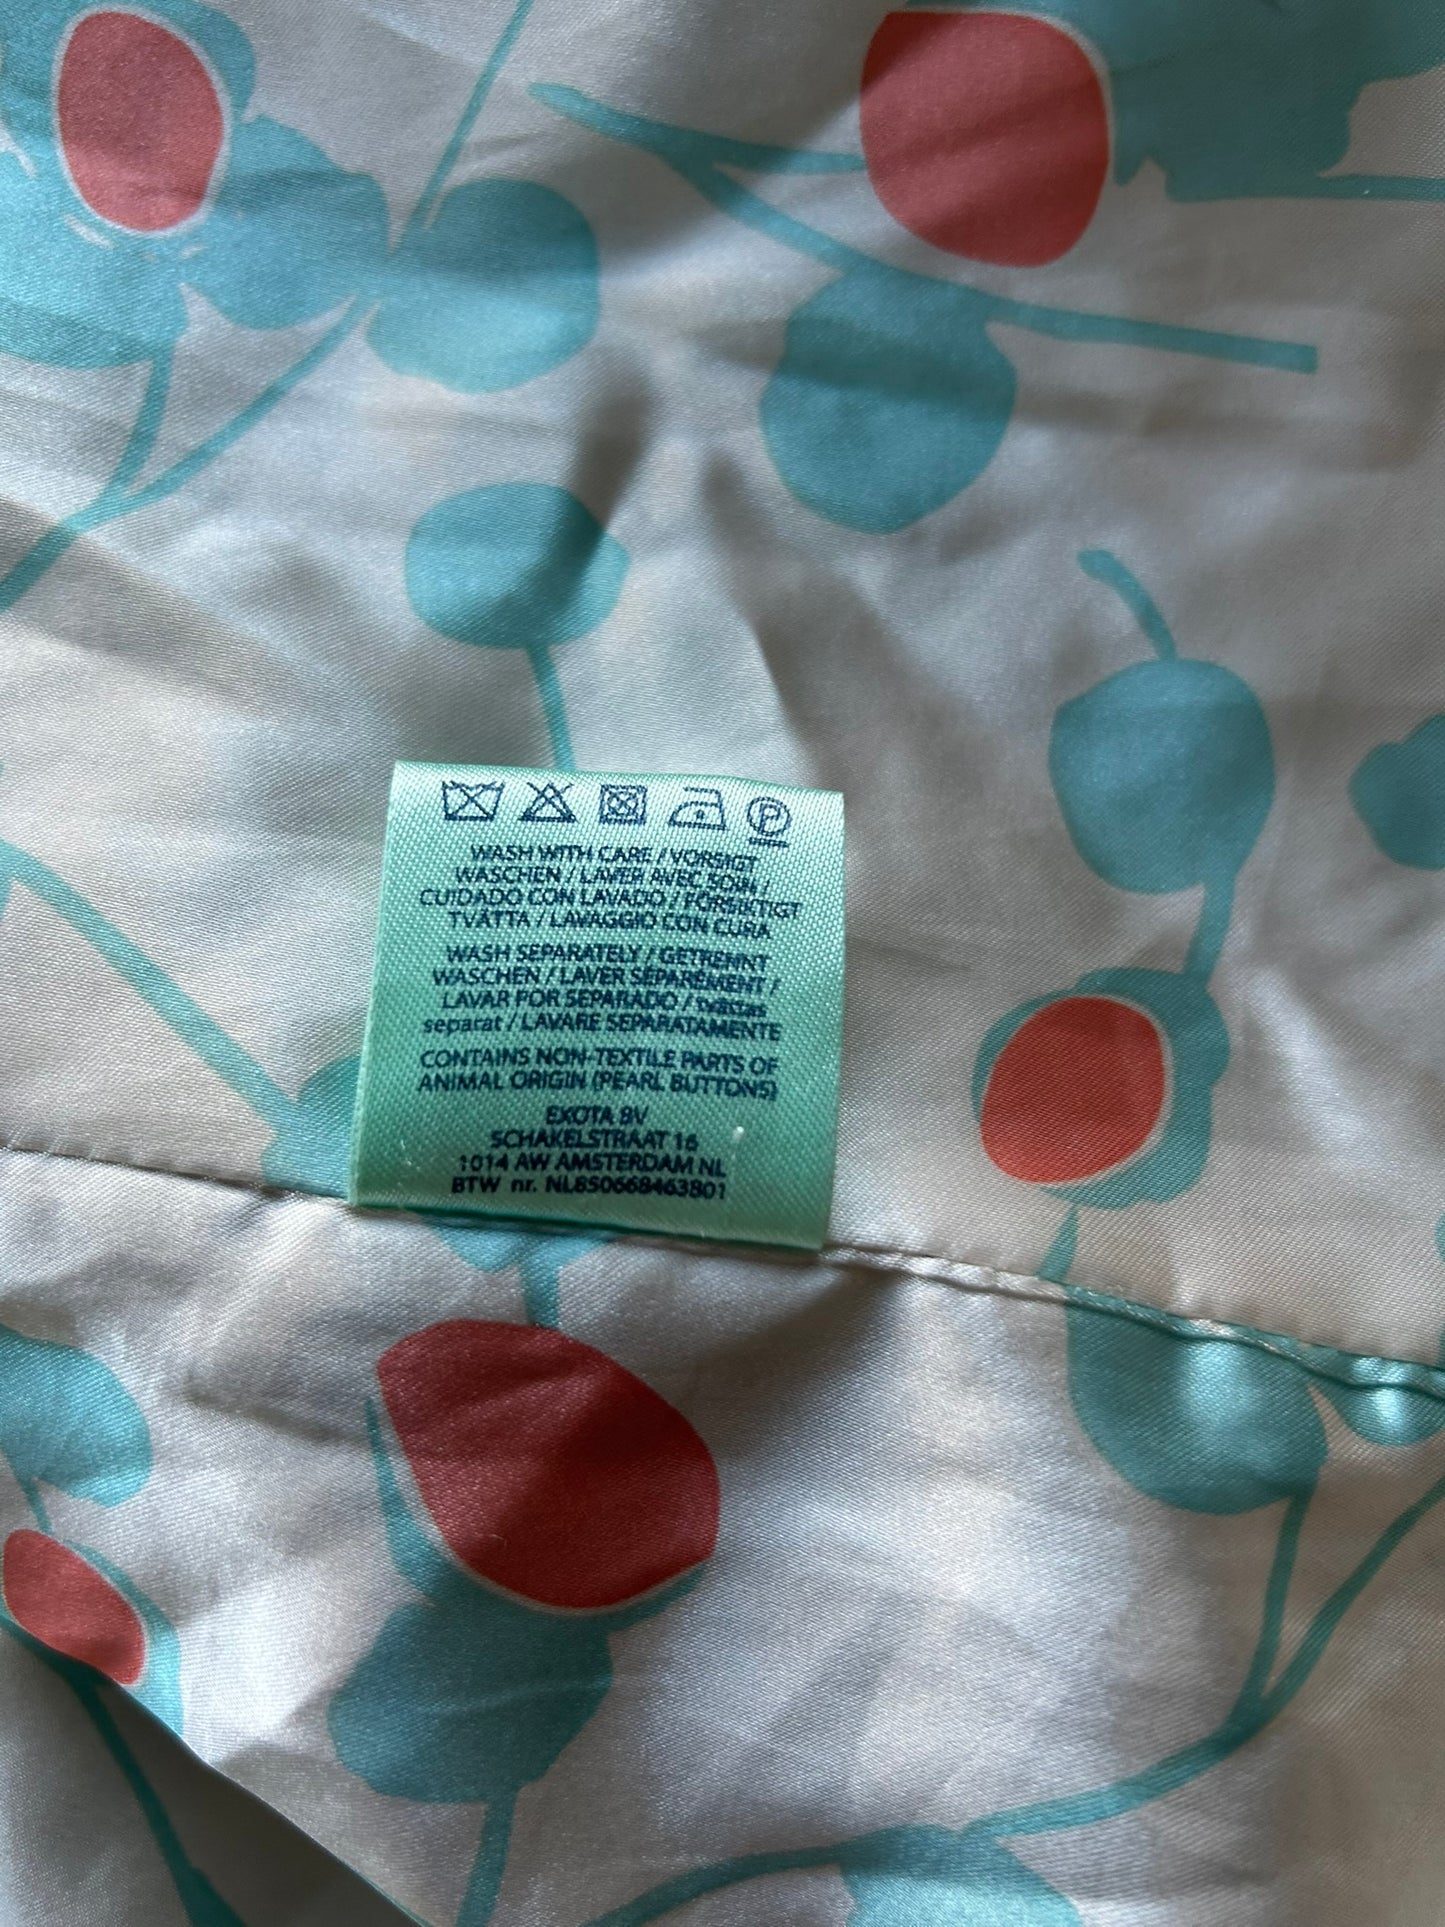 P
WASH WITH CARE / VORSIGT
WASCHEN / LAVER AVEC SOIN /
CUIDADO CON LAVADO / FÖRSIKTIGT
TVÄTTA / LAVAGGIO CON CURA
WASH SEPARATELY / GETRENNT
WASCHEN / LAVER SÉPARÉMENT /
LAVAR POR SEPARADO / tvättas
separat / LAVARE SEPARATAMENTE
CONTAINS NON-TEXTILE PARTS OF
ANIMAL ORIGIN (PEARL BUTTONS)
EXOTA BV
SCHAKELSTRAAT 16
1014 AW AMSTERDAM NL
BTW nr. NL850668463B01